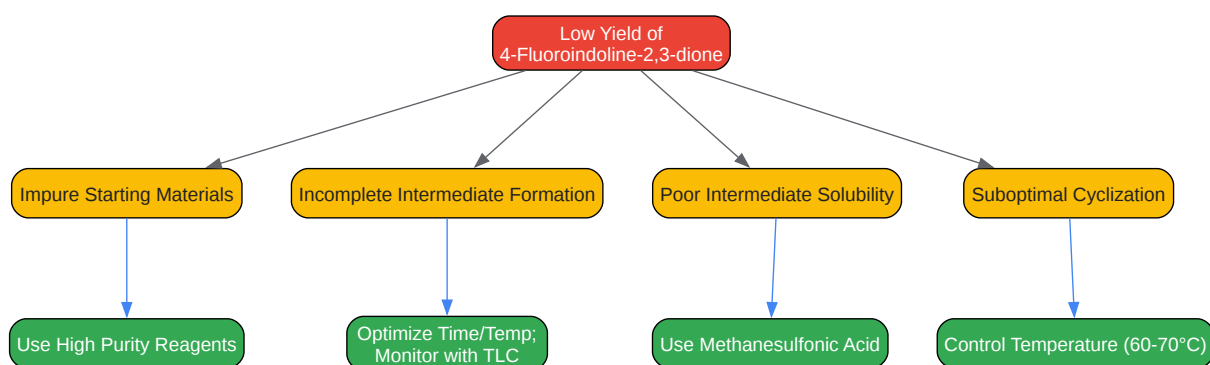 Low Yield of
4-Fluoroindoline-2,3-dione
Impure Starting Materials
Incomplete Intermediate Formation
Poor Intermediate Solubility
Suboptimal Cyclization
Use High Purity Reagents
Optimize Time/Temp;
Monitor with TLC
Use Methanesulfonic Acid
Control Temperature (60-70°C)